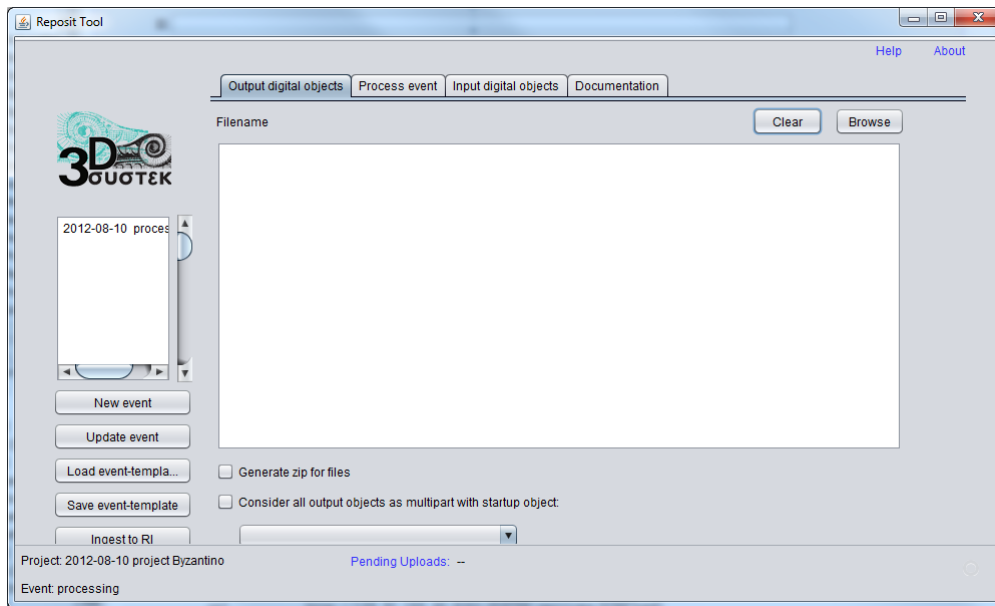 Reposit Tool
Help About
Output digital objects Process event Input digital objects Documentation
Filename Clear Browse
3D
συστεκ
2012-08-10 proces
New event
Update event
Load event-templa...
Save event-template
Ingest to RI
Generate zip for files
Consider all output objects as multipart with startup object:
Project: 2012-08-10 project Byzantino
Pending Uploads: --
Event: processing